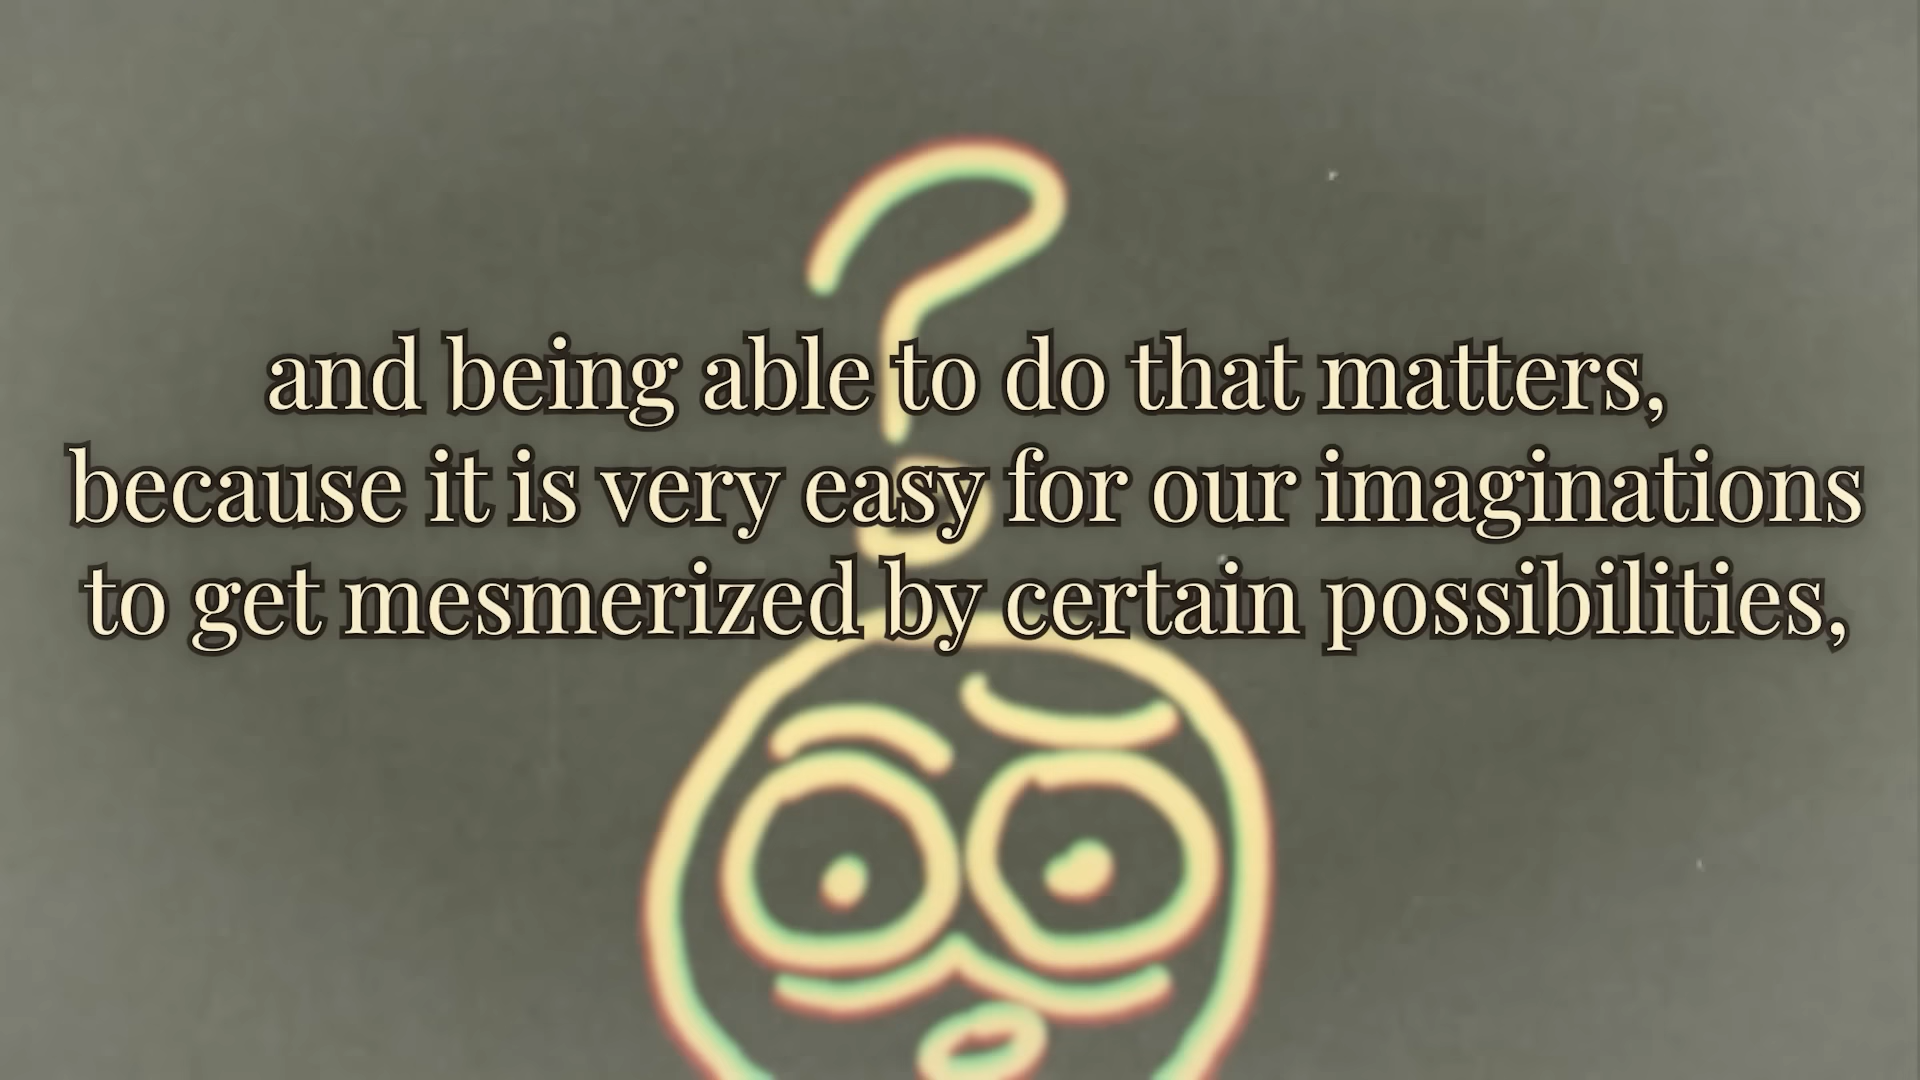 and being able to do that matters,
because it is very easy for our imaginations
to get mesmerized by certain possibilities,